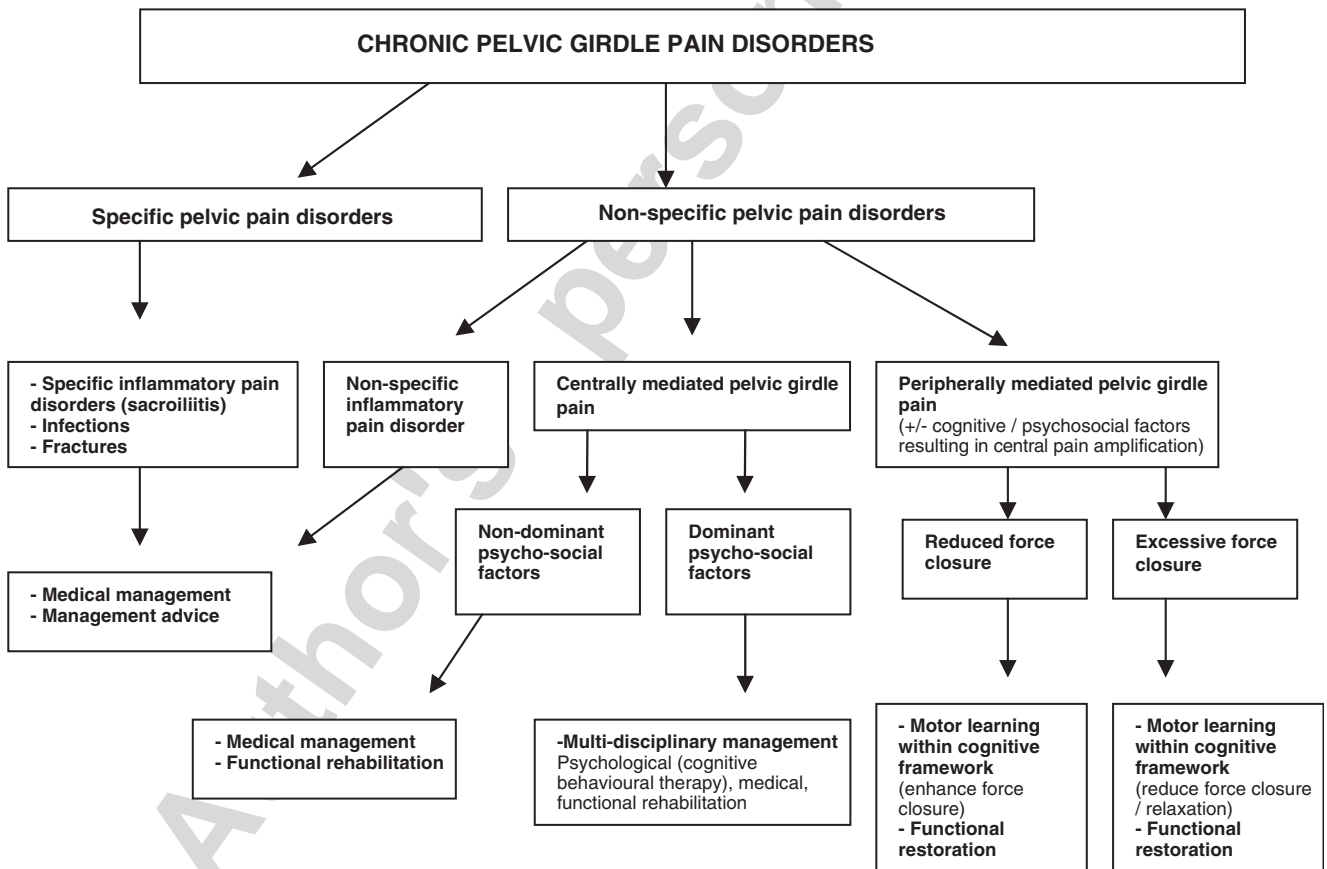 CHRONIC PELVIC GIRDLE PAIN DISORDERS
Specific pelvic pain disorders
Non-specific pelvic pain disorders
- Specific inflammatory pain
disorders (sacroiliitis)
- Infections
- Fractures
Non-specific
inflammatory
pain disorder
Centrally mediated pelvic girdle
pain
Peripherally mediated pelvic girdle
pain
(+/- cognitive / psychosocial factors
resulting in central pain amplification)
Non-dominant
psycho-social
factors
Dominant
psycho-social
factors
Reduced force
closure
Excessive force
closure
- Medical management
- Management advice
- Medical management
- Functional rehabilitation
-Multi-disciplinary management
Psychological (cognitive
behavioural therapy), medical,
functional rehabilitation
- Motor learning
within cognitive
framework
(enhance force
closure)
- Functional
restoration
- Motor learning
within cognitive
framework
(reduce force closure
/ relaxation)
- Functional
restoration
Author's person